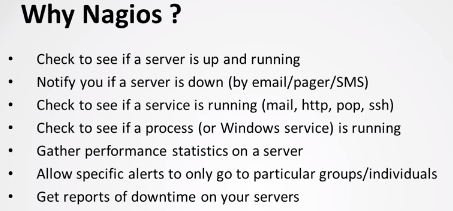 Why Nagios ?
• Check to see if a server is up and running
• Notify you if a server is down (by email/pager/SMS)
• Check to see if a service is running (mail, http, pop, ssh)
• Check to see if a process (or Windows service) is running
• Gather performance statistics on a server
• Allow specific alerts to only go to particular groups/individuals
• Get reports of downtime on your servers